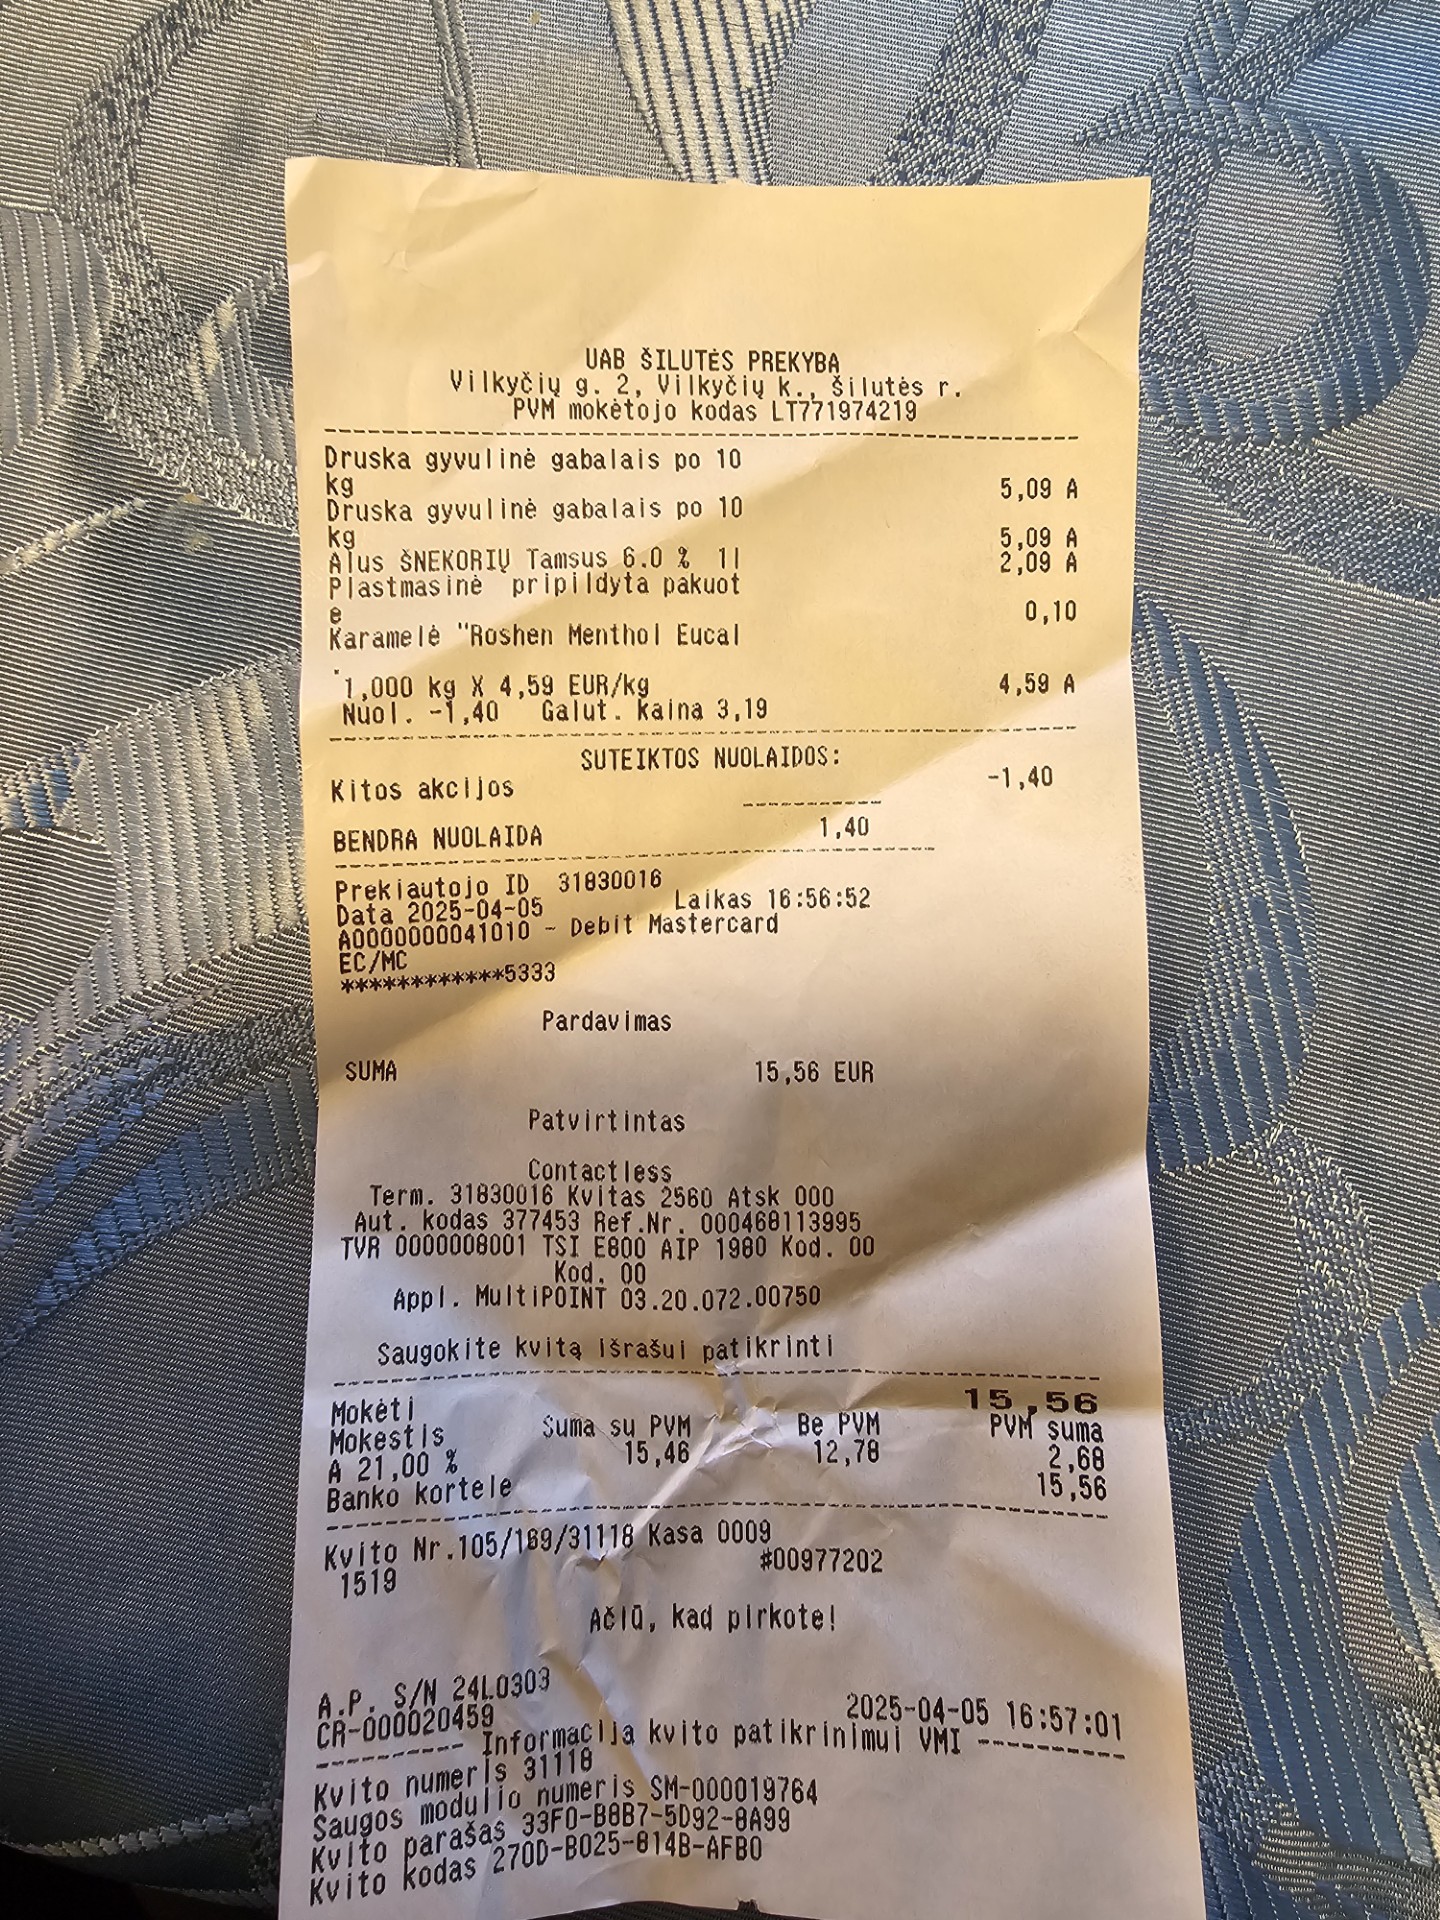 UAB ŠILUTĖS PREKYBA
Vilkyčių g. 2, Vilkyčių k., Šilutės r.
PVM mokėtojo kodas LT771974219
Druska gyvulinė gabalais po 10
kg 5,09 A
Druska gyvulinė gabalais po 10
kg 5,09 A
Alus ŠNEKORIŲ Tamsus 6.0 % 1l 2,09 A
Plastmasinė pripildyta pakuot
ė 0,10
Karamelė "Roshen Menthol Eucal
"
1,000 kg X 4,59 EUR/kg 4,59 A
Nuol. -1,40 Galut. kaina 3,19
SUTEIKTOS NUOLAIDOS:
Kitos akcijos -1,40
BENDRA NUOLAIDA 1,40
Prekiautojo ID 31830016
Data 2025-04-05 Laikas 16:56:52
A0000000041010 - Debit Mastercard
EC/MC
************5333
Pardavimas
SUMA 15,56 EUR
Patvirtintas
Contactless
Term. 31830016 Kvitas 2560 Atsk 000
Aut. kodas 377453 Ref.Nr. 000468113995
TVR 0000008001 TSI E800 AIP 1980 Kod. 00
Kod. 00
Appl. MultiPOINT 03.20.072.00750
Saugokite kvitą išrašui patikrinti
Mokėti 15,56
Mokestis Suma su PVM Be PVM PVM suma
A 21,00 % 15,46 12,78 2,68
Banko kortele 15,56
Kvito Nr.105/169/31118 Kasa 0009
1519 #00977202
Ačiū, kad pirkote!
A.P. S/N 24L0303
CR-000020459 2025-04-05 16:57:01
---------- Informacija kvito patikrinimui VMI ----------
Kvito numeris 31118
Saugos modulio numeris SM-000019764
Kvito parašas 33F0-B8B7-5D92-8A99
Kvito kodas 270D-B025-814B-AFB0